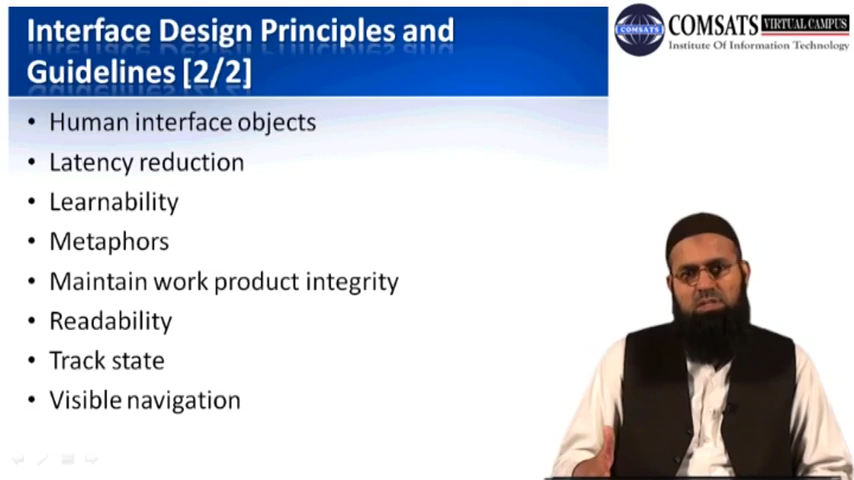 Interface Design Principles and
Guidelines [2/2]
• Human interface objects
• Latency reduction
• Learnability
• Metaphors
• Maintain work product integrity
• Readability
• Track state
• Visible navigation
COMSATS
COMSATS VIRTUAL CAMPUS
Institute Of Information Technology